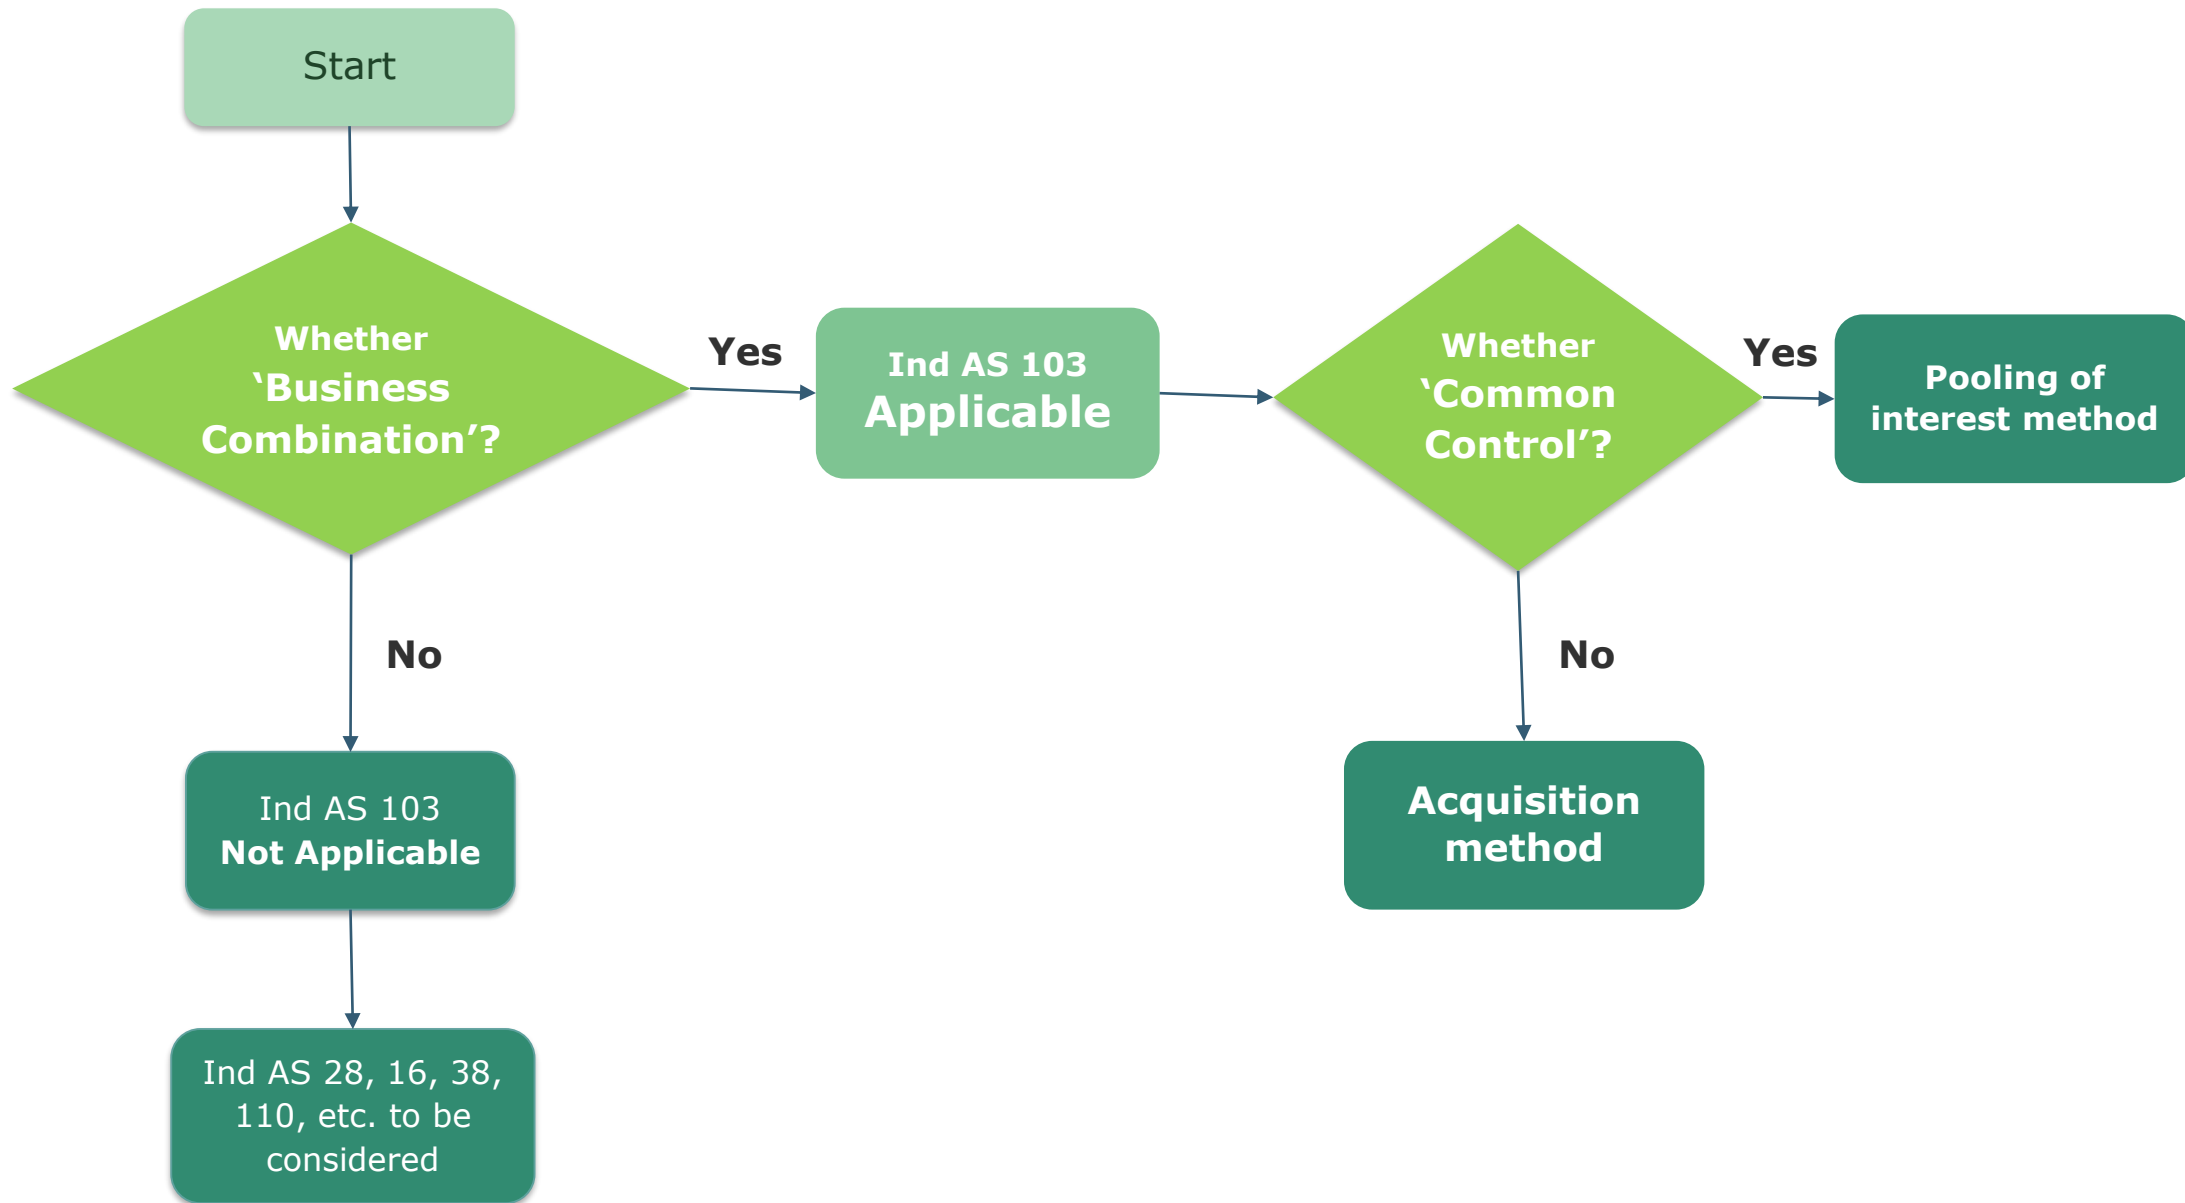 Start
Whether
‘Business
Combination’?
Yes
Ind AS 103
Applicable
Whether
‘Common
Control’?
Yes
Pooling of
interest method
No
No
Ind AS 103
Not Applicable
Acquisition
method
Ind AS 28, 16, 38,
110, etc. to be
considered